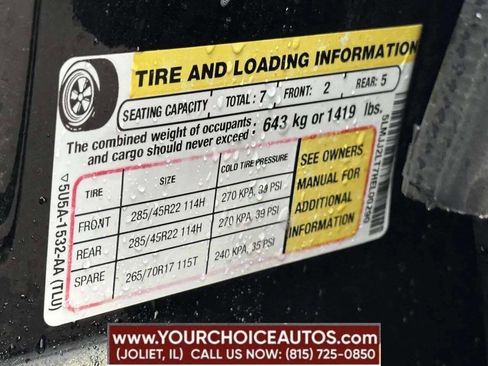 TIRE AND LOADING INFORMATION
SEATING CAPACITY TOTAL: 7 FRONT: 2 REAR: 5
The combined weight of occupants and cargo should never exceed: 643 kg or 1419 lbs.
TIRE SIZE COLD TIRE PRESSURE
FRONT 285/45R22 114H 270 KPA, 34 PSI
REAR 285/45R22 114H 270 KPA, 39 PSI
SPARE 265/70R17 115T 240 KPA, 35 PSI
SEE OWNERS
MANUAL FOR
ADDITIONAL
INFORMATION
5U5A-1532-AA (TLU)
WWW.YOURCHOICEAUTOS.COM
(JOLIET, IL) CALL US NOW: (815) 725-0850